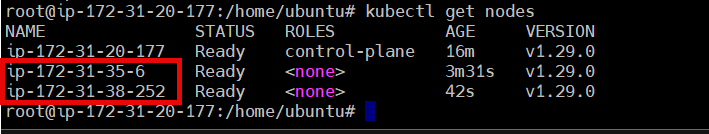 root@ip-172-31-20-177:/home/ubuntu# kubectl get nodes
NAME STATUS ROLES AGE VERSION
ip-172-31-20-177 Ready control-plane 16m v1.29.0
ip-172-31-35-6 Ready <none> 3m31s v1.29.0
ip-172-31-38-252 Ready <none> 42s v1.29.0
root@ip-172-31-20-177:/home/ubuntu#